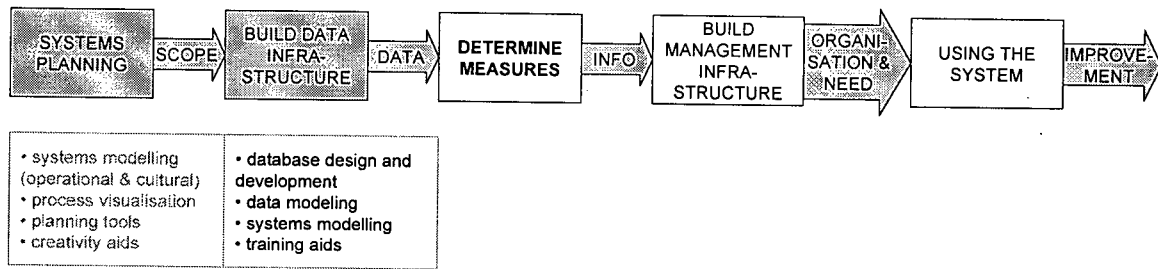 SYSTEMS
PLANNING
SCOPE
BUILD DATA
INFRA-
STRUCTURE
DATA
DETERMINE
MEASURES
INFO
BUILD
MANAGEMENT
INFRA-
STRUCTURE
ORGANI-
SATION &
NEED
USING THE
SYSTEM
IMPROVE-
MENT
• systems modelling
(operational & cultural)
• process visualisation
• planning tools
• creativity aids
• database design and
development
• data modeling
• systems modelling
• training aids